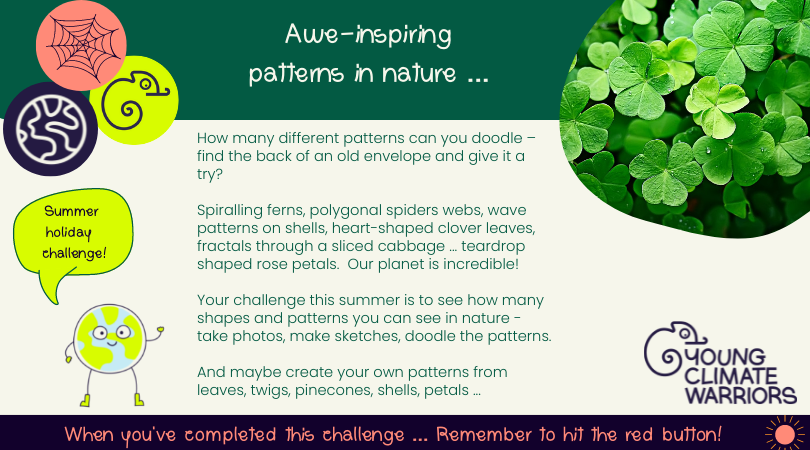 Awe-inspiring
patterns in nature ...
How many different patterns can you doodle –
find the back of an old envelope and give it a
try?
Spiralling ferns, polygonal spiders webs, wave
patterns on shells, heart-shaped clover leaves,
fractals through a sliced cabbage ... teardrop
shaped rose petals. Our planet is incredible!
Your challenge this summer is to see how many
shapes and patterns you can see in nature -
take photos, make sketches, doodle the patterns.
And maybe create your own patterns from
leaves, twigs, pinecones, shells, petals ...
Summer
holiday
challenge!
YOUNG
CLIMATE
WARRIORS
When you've completed this challenge ... Remember to hit the red button!